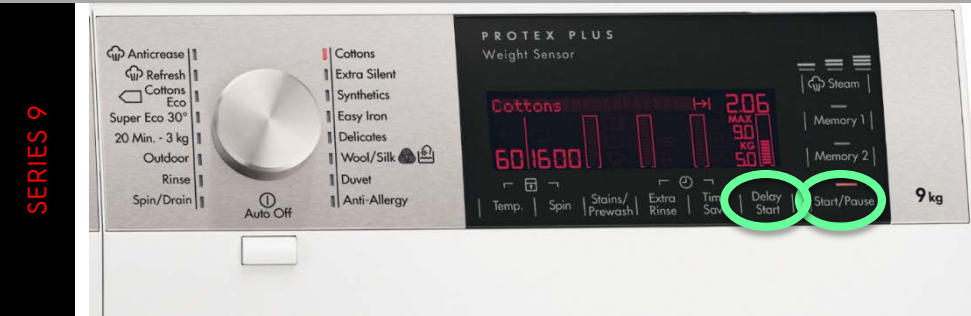 SERIES 9
Anticrease
Refresh
Cottons
Eco
Super Eco 30°
20 Min. - 3 kg
Outdoor
Rinse
Spin/Drain
Auto Off
Cottons
Extra Silent
Synthetics
Easy Iron
Delicates
Wool/Silk
Duvet
Anti-Allergy
PROTEX PLUS
Weight Sensor
Cottons
2.06
MAX
9.0
KG
5.0
60 1600
Temp.
Spin
Stains/
Prewash
Extra
Rinse
Delay
Start
Start/Pause
Steam
Memory 1
Memory 2
9 kg